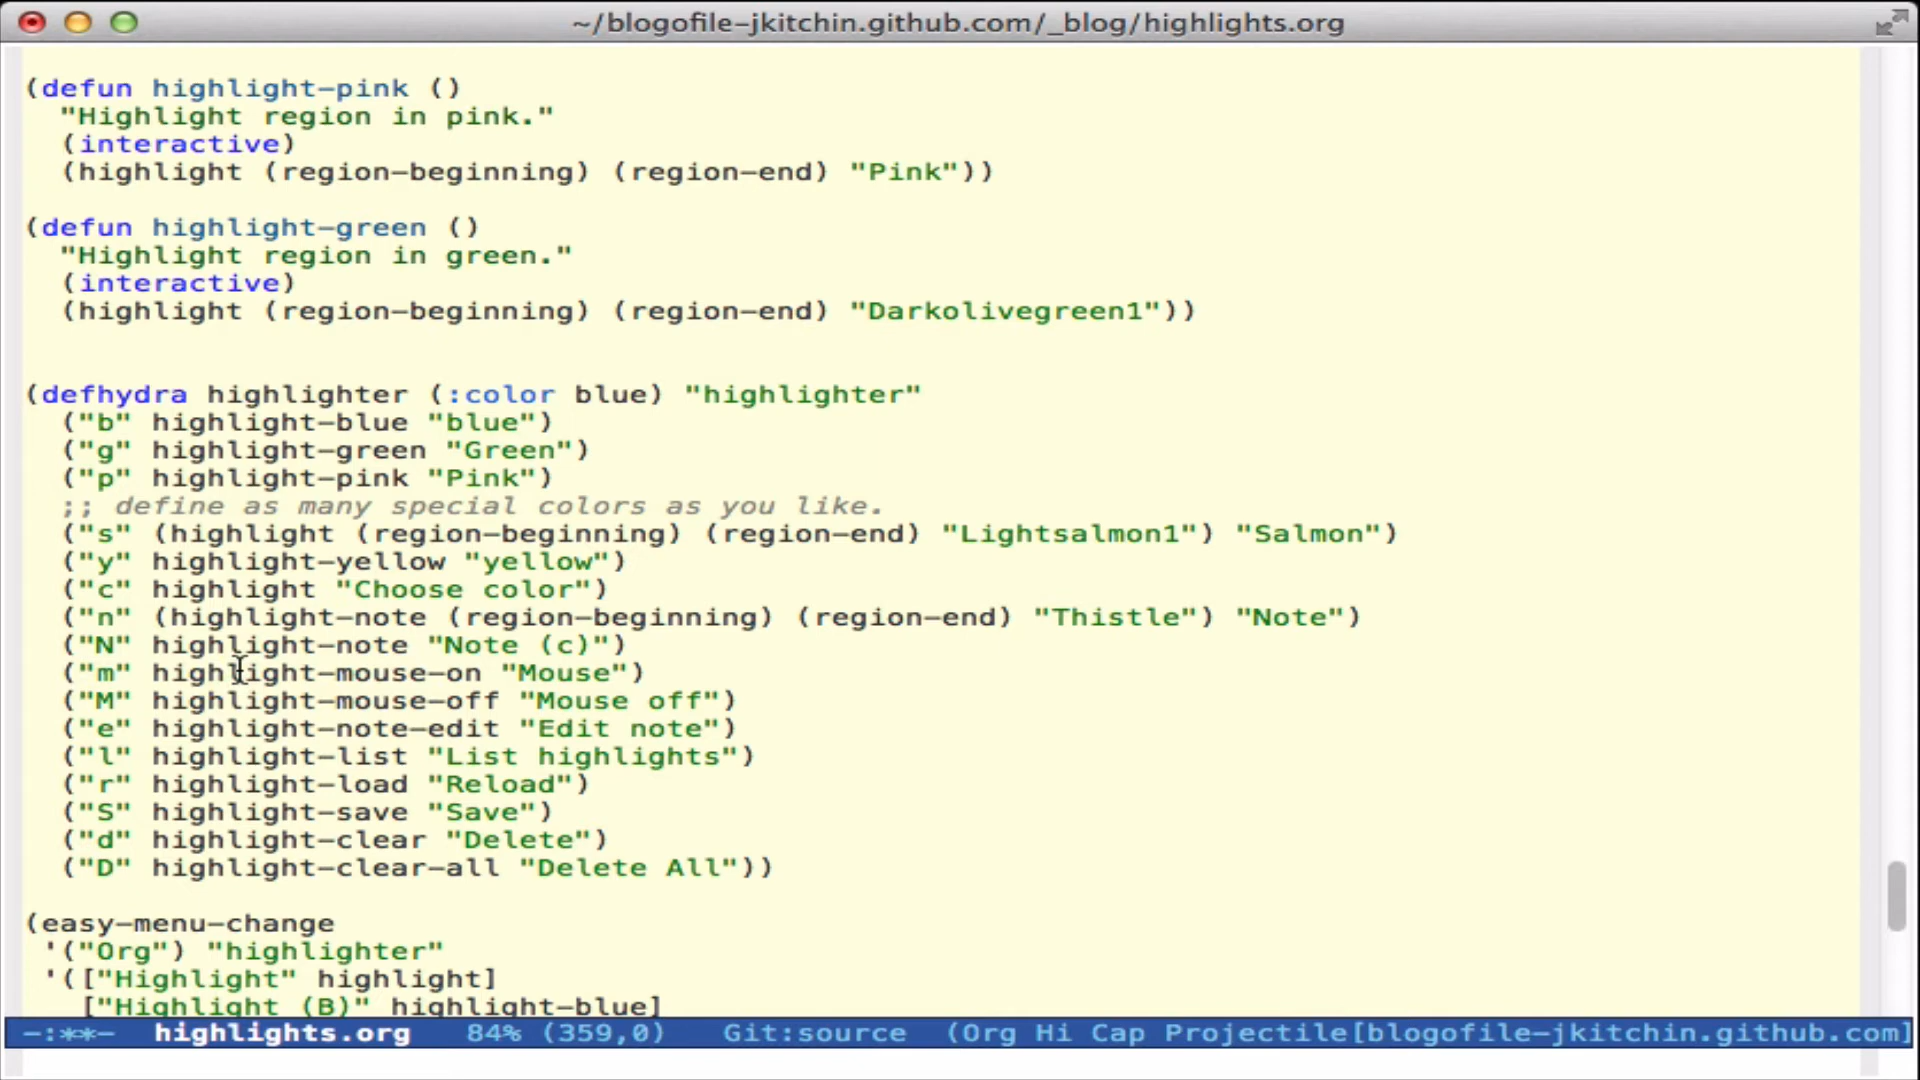 ~/blogofile-jkitchin.github.com/_blog/highlights.org
(defun highlight-pink ()
  "Highlight region in pink."
  (interactive)
  (highlight (region-beginning) (region-end) "Pink"))
(defun highlight-green ()
  "Highlight region in green."
  (interactive)
  (highlight (region-beginning) (region-end) "Darkolivegreen1"))
(defhydra highlighter (:color blue) "highlighter"
  ("b" highlight-blue "blue")
  ("g" highlight-green "Green")
  ("p" highlight-pink "Pink")
  ;; define as many special colors as you like.
  ("s" (highlight (region-beginning) (region-end) "Lightsalmon1") "Salmon")
  ("y" highlight-yellow "yellow")
  ("c" highlight "Choose color")
  ("n" (highlight-note (region-beginning) (region-end) "Thistle") "Note")
  ("N" highlight-note "Note (c)")
  ("m" highlight-mouse-on "Mouse")
  ("M" highlight-mouse-off "Mouse off")
  ("e" highlight-note-edit "Edit note")
  ("l" highlight-list "List highlights")
  ("r" highlight-load "Reload")
  ("S" highlight-save "Save")
  ("d" highlight-clear "Delete")
  ("D" highlight-clear-all "Delete All"))
(easy-menu-change
 '("Org") "highlighter"
 '(["Highlight" highlight]
   ["Highlight (B)" highlight-blue]
-:**-  highlights.org   84% (359,0)   Git:source  (Org Hi Cap Projectile[blogofile-jkitchin.github.com]